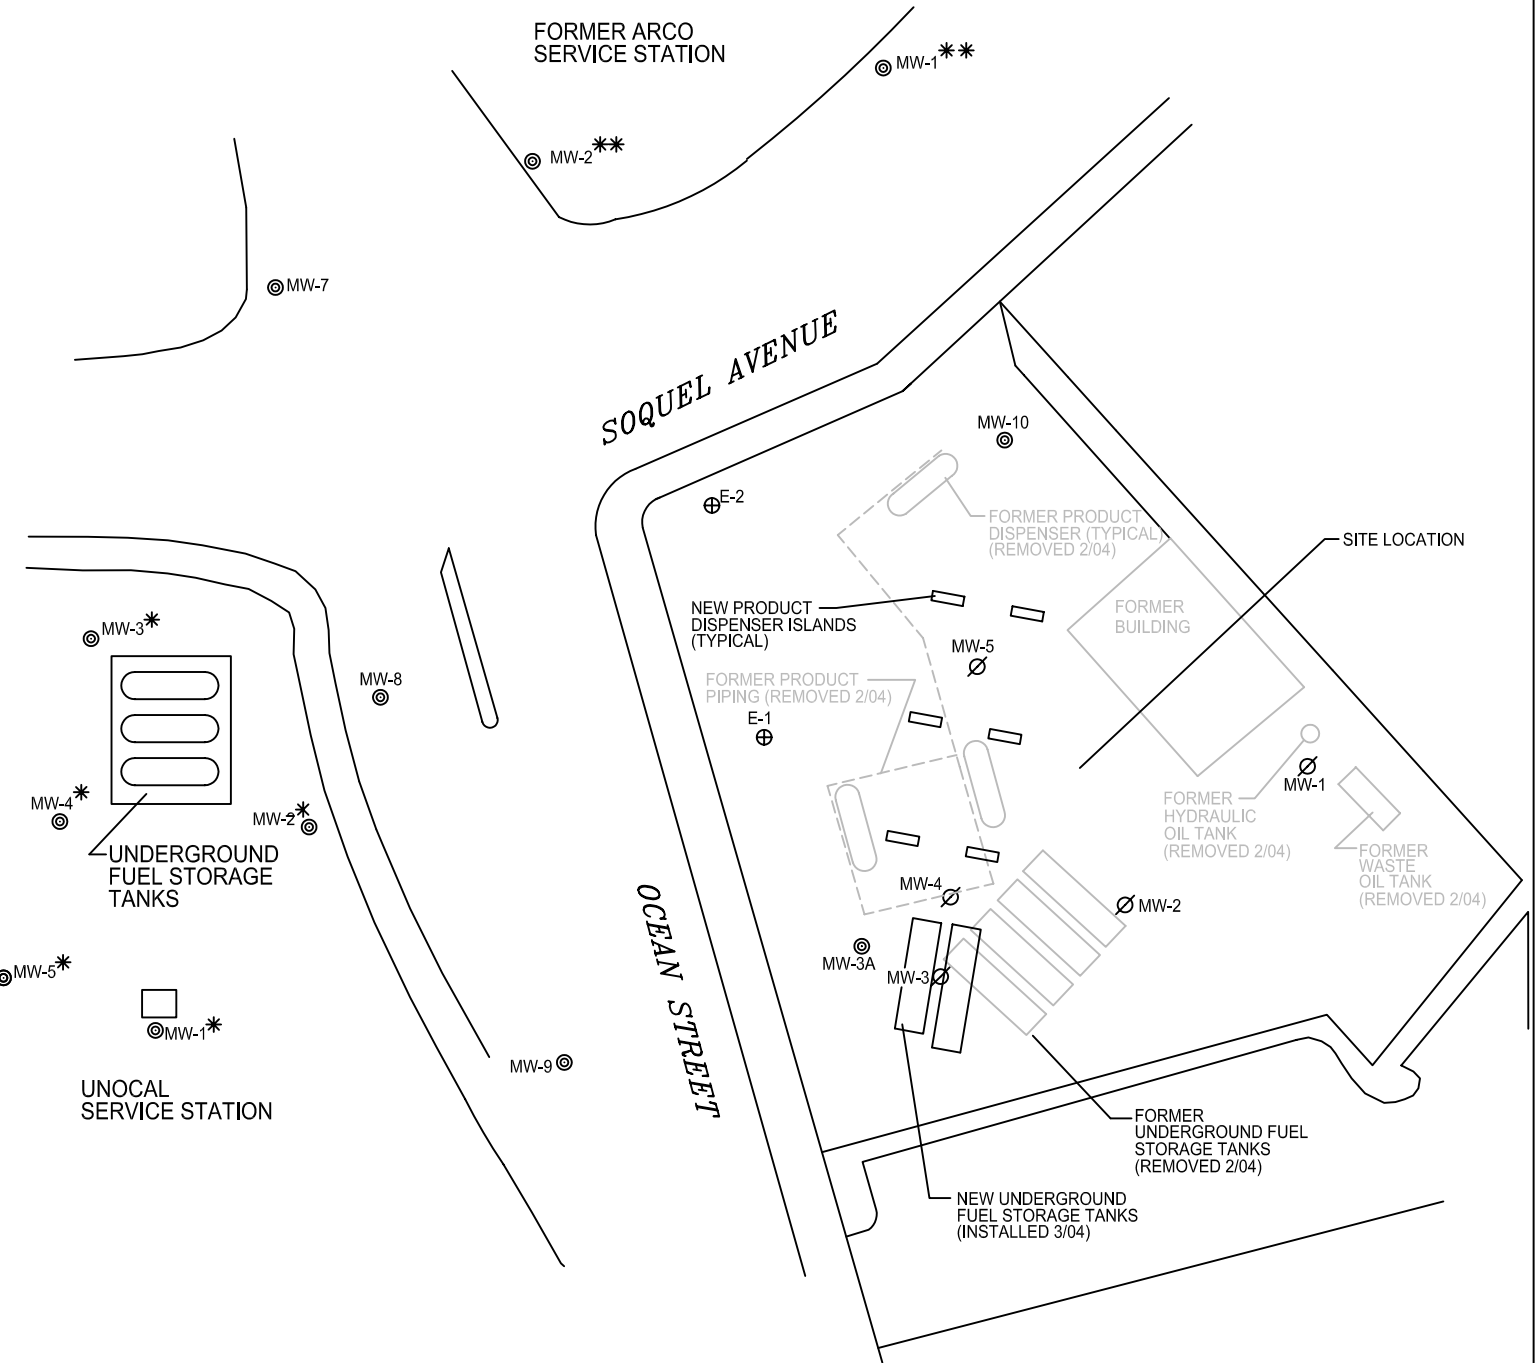 FORMER ARCO
SERVICE STATION
MW-1**
MW-2**
MW-7
SOQUEL AVENUE
MW-10
E-2
FORMER PRODUCT
DISPENSER (TYPICAL)
(REMOVED 2/04)
SITE LOCATION
NEW PRODUCT
DISPENSER ISLANDS
(TYPICAL)
FORMER
BUILDING
MW-3*
MW-5
MW-8
FORMER PRODUCT
PIPING (REMOVED 2/04)
E-1
MW-1
MW-4*
MW-2*
FORMER
HYDRAULIC
OIL TANK
(REMOVED 2/04)
UNDERGROUND
FUEL STORAGE
TANKS
FORMER
WASTE
OIL TANK
(REMOVED 2/04)
MW-4
MW-2
OCEAN STREET
MW-3A
MW-3
MW-5*
MW-1*
MW-9
UNOCAL
SERVICE STATION
FORMER
UNDERGROUND FUEL
STORAGE TANKS
(REMOVED 2/04)
NEW UNDERGROUND
FUEL STORAGE TANKS
(INSTALLED 3/04)